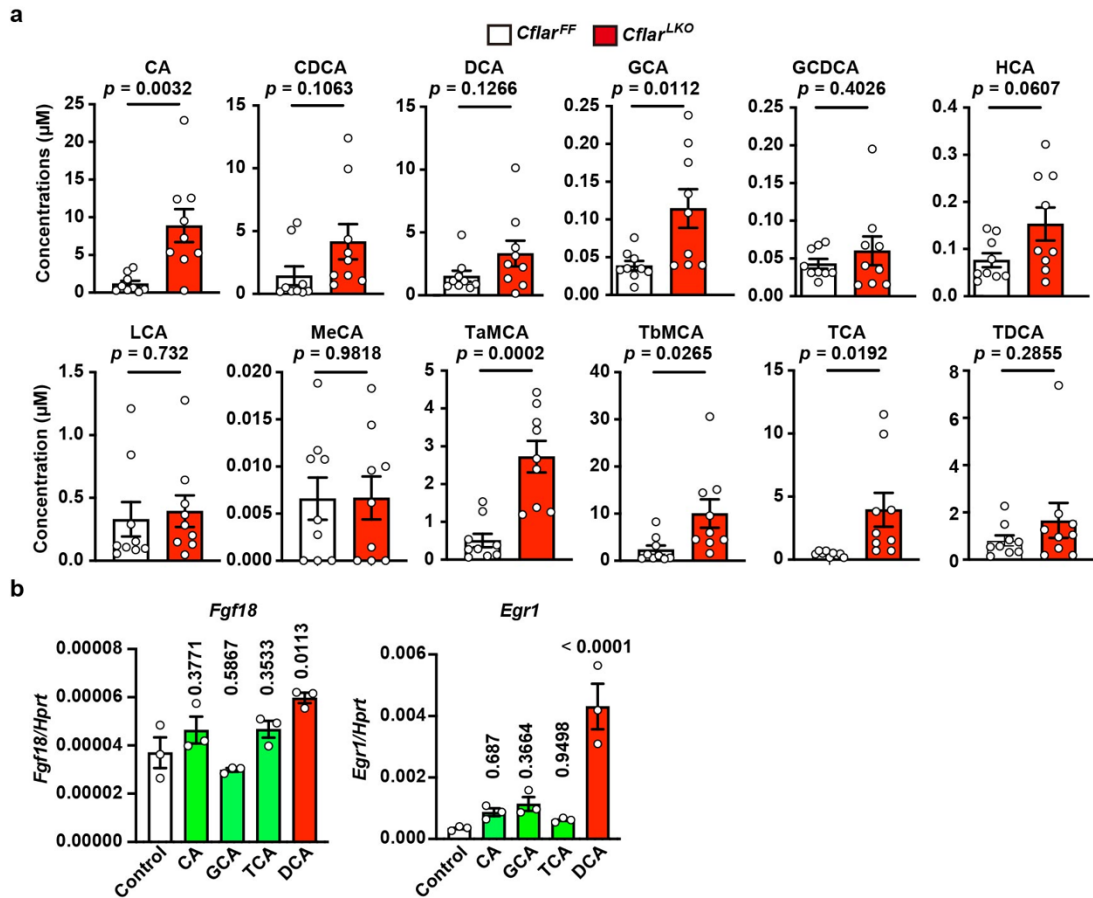 a
Cflar^FF Cflar^LKO
CA CDCA DCA GCA GCDCA HCA
p = 0.0032 p = 0.1063 p = 0.1266 p = 0.0112 p = 0.4026 p = 0.0607
Concentrations (µM)
25 20 15 10 5 0
15 10 5 0
15 10 5 0
0.25 0.20 0.15 0.10 0.05 0.00
0.25 0.20 0.15 0.10 0.05 0.00
0.4 0.3 0.2 0.1 0.0
LCA MeCA TaMCA TbMCA TCA TDCA
p = 0.732 p = 0.9818 p = 0.0002 p = 0.0265 p = 0.0192 p = 0.2855
Concentration (µM)
1.5 1.0 0.5 0.0
0.020 0.015 0.010 0.005 0.000
5 4 3 2 1 0
40 30 20 10 0
15 10 5 0
8 6 4 2 0
b
Fgf18
Fgf18/Hprt
0.00008
0.00006
0.00004
0.00002
0.00000
0.3771 0.5867 0.3533 0.0113
Control CA GCA TCA DCA
Egr1
Egr1/Hprt
0.006
0.004
0.002
0.000
0.687 0.3664 0.9498 < 0.0001
Control CA GCA TCA DCA